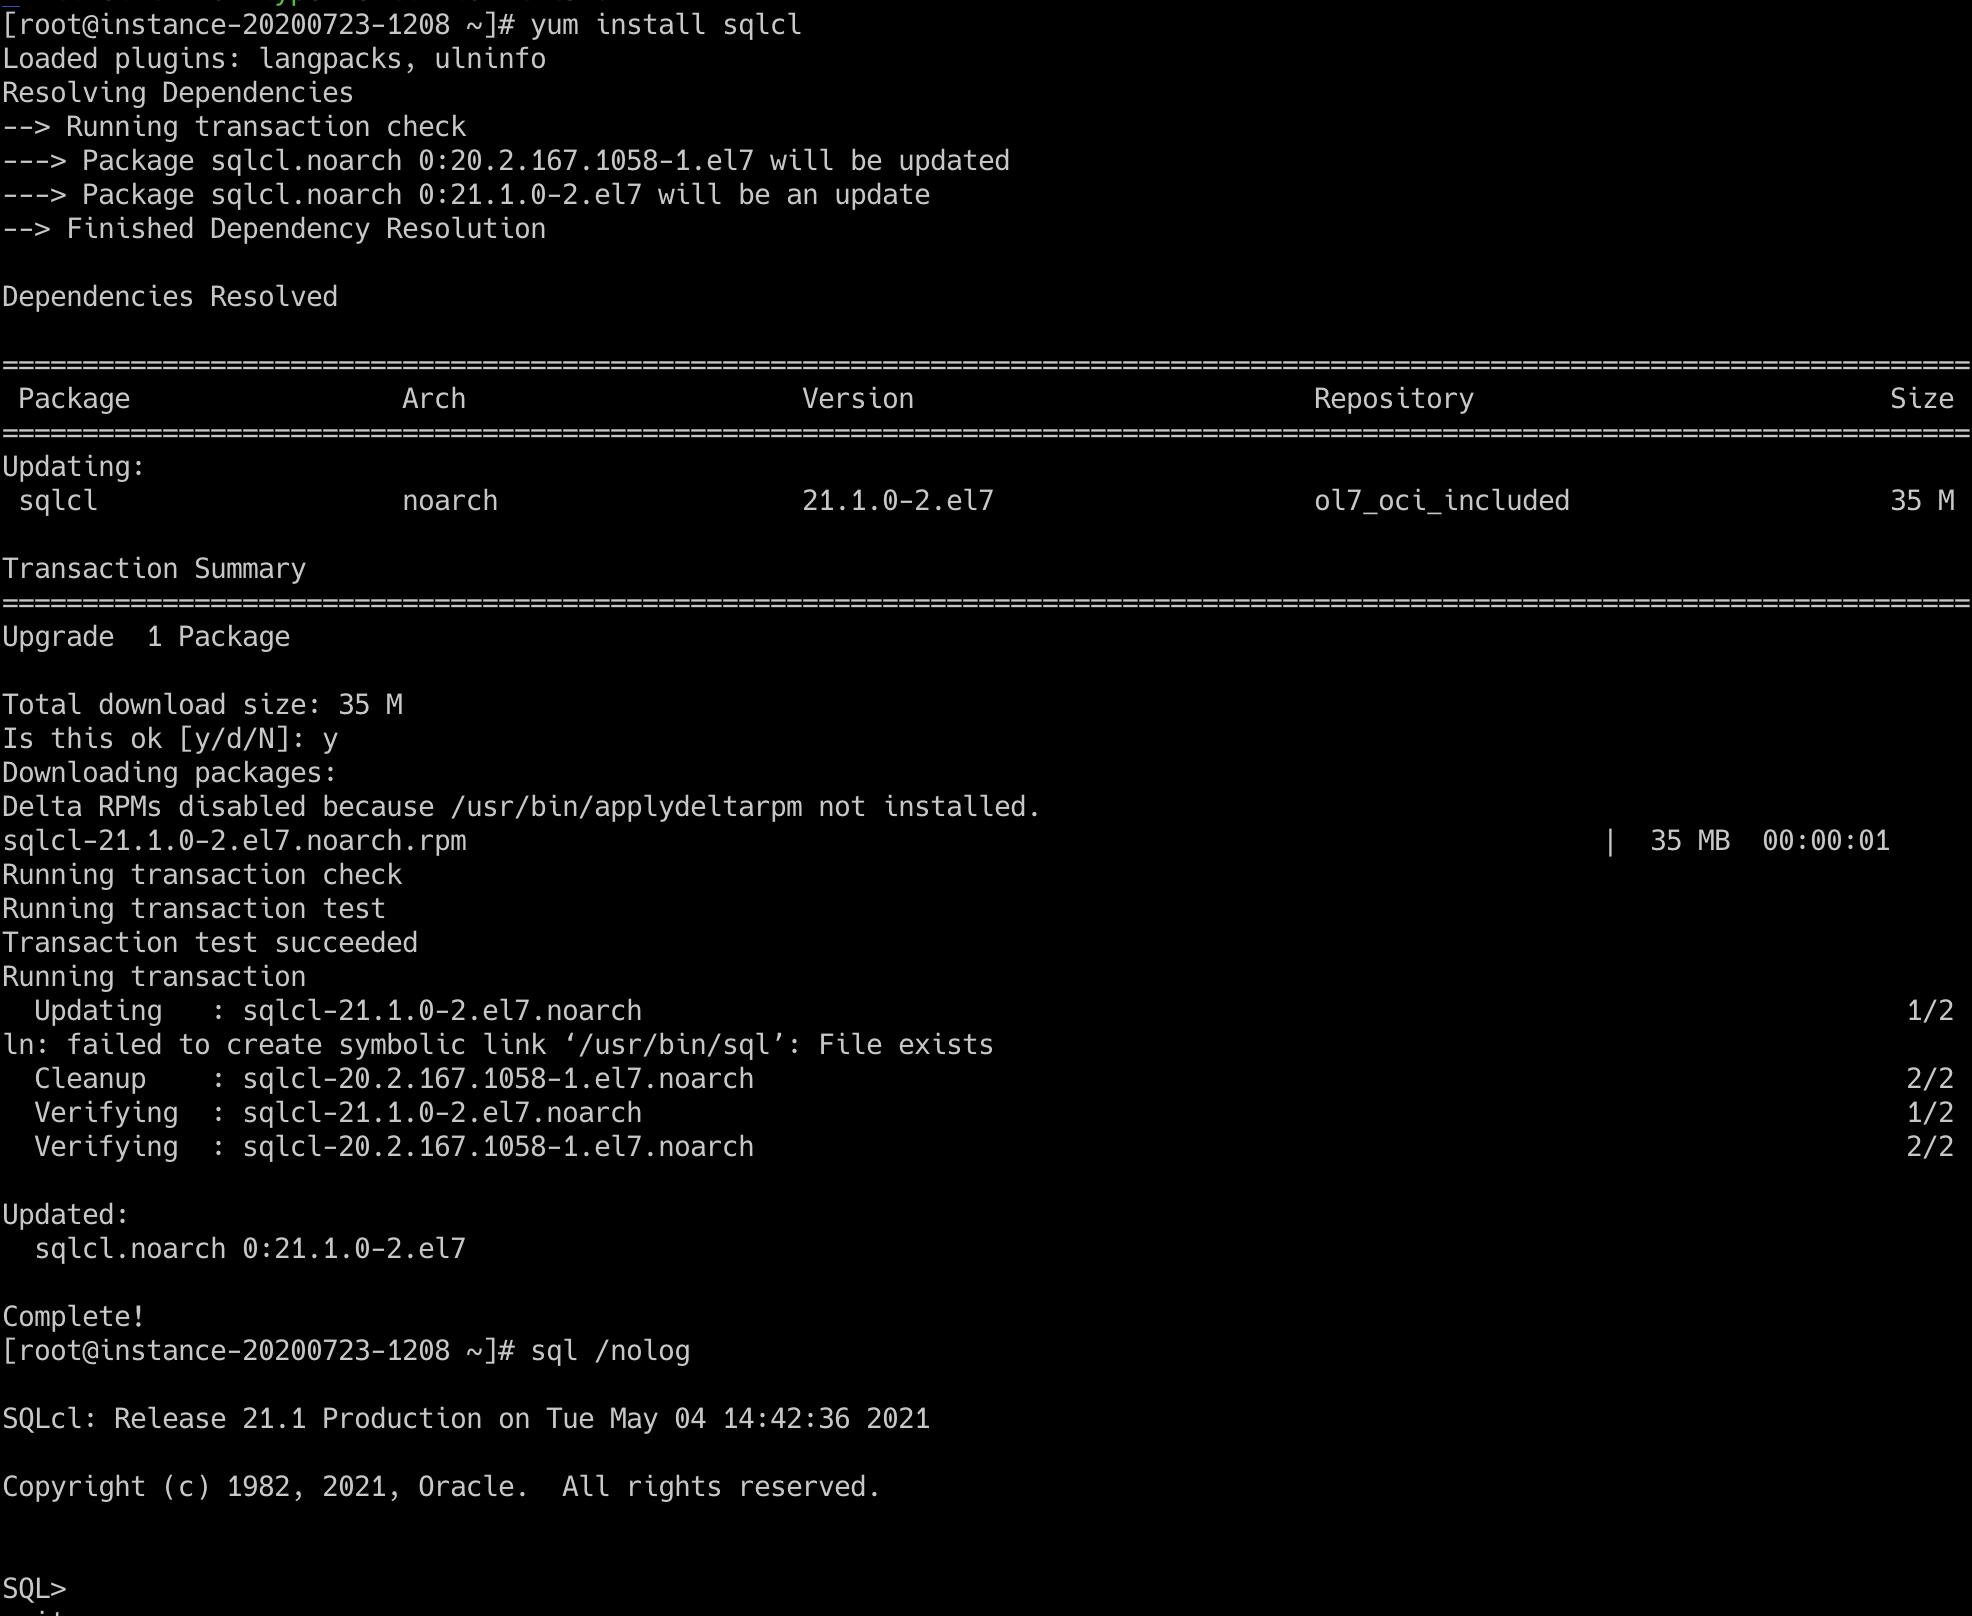 [root@instance-20200723-1208 ~]# yum install sqlcl
Loaded plugins: langpacks, ulninfo
Resolving Dependencies
--> Running transaction check
---> Package sqlcl.noarch 0:20.2.167.1058-1.el7 will be updated
---> Package sqlcl.noarch 0:21.1.0-2.el7 will be an update
--> Finished Dependency Resolution
Dependencies Resolved
================================================================================
Package Arch Version Repository Size
================================================================================
Updating:
sqlcl noarch 21.1.0-2.el7 ol7_oci_included 35 M
Transaction Summary
================================================================================
Upgrade  1 Package
Total download size: 35 M
Is this ok [y/d/N]: y
Downloading packages:
Delta RPMs disabled because /usr/bin/applydeltarpm not installed.
sqlcl-21.1.0-2.el7.noarch.rpm | 35 MB 00:00:01
Running transaction check
Running transaction test
Transaction test succeeded
Running transaction
Updating : sqlcl-21.1.0-2.el7.noarch 1/2
ln: failed to create symbolic link ‘/usr/bin/sql’: File exists
Cleanup : sqlcl-20.2.167.1058-1.el7.noarch 2/2
Verifying : sqlcl-21.1.0-2.el7.noarch 1/2
Verifying : sqlcl-20.2.167.1058-1.el7.noarch 2/2
Updated:
sqlcl.noarch 0:21.1.0-2.el7
Complete!
[root@instance-20200723-1208 ~]# sql /nolog
SQLcl: Release 21.1 Production on Tue May 04 14:42:36 2021
Copyright (c) 1982, 2021, Oracle.  All rights reserved.
SQL>